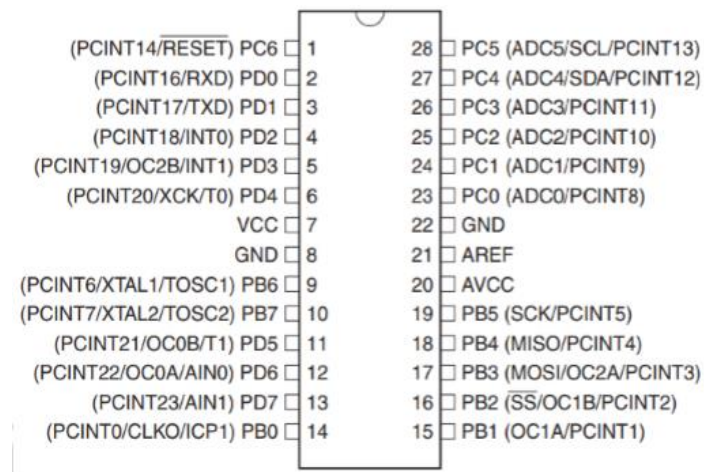 (PCINT14/RESET) PC6 1 28 PC5 (ADC5/SCL/PCINT13)
(PCINT16/RXD) PD0 2 27 PC4 (ADC4/SDA/PCINT12)
(PCINT17/TXD) PD1 3 26 PC3 (ADC3/PCINT11)
(PCINT18/INT0) PD2 4 25 PC2 (ADC2/PCINT10)
(PCINT19/OC2B/INT1) PD3 5 24 PC1 (ADC1/PCINT9)
(PCINT20/XCK/T0) PD4 6 23 PC0 (ADC0/PCINT8)
VCC 7 22 GND
GND 8 21 AREF
(PCINT6/XTAL1/TOSC1) PB6 9 20 AVCC
(PCINT7/XTAL2/TOSC2) PB7 10 19 PB5 (SCK/PCINT5)
(PCINT21/OC0B/T1) PD5 11 18 PB4 (MISO/PCINT4)
(PCINT22/OC0A/AIN0) PD6 12 17 PB3 (MOSI/OC2A/PCINT3)
(PCINT23/AIN1) PD7 13 16 PB2 (SS/OC1B/PCINT2)
(PCINT0/CLKO/ICP1) PB0 14 15 PB1 (OC1A/PCINT1)